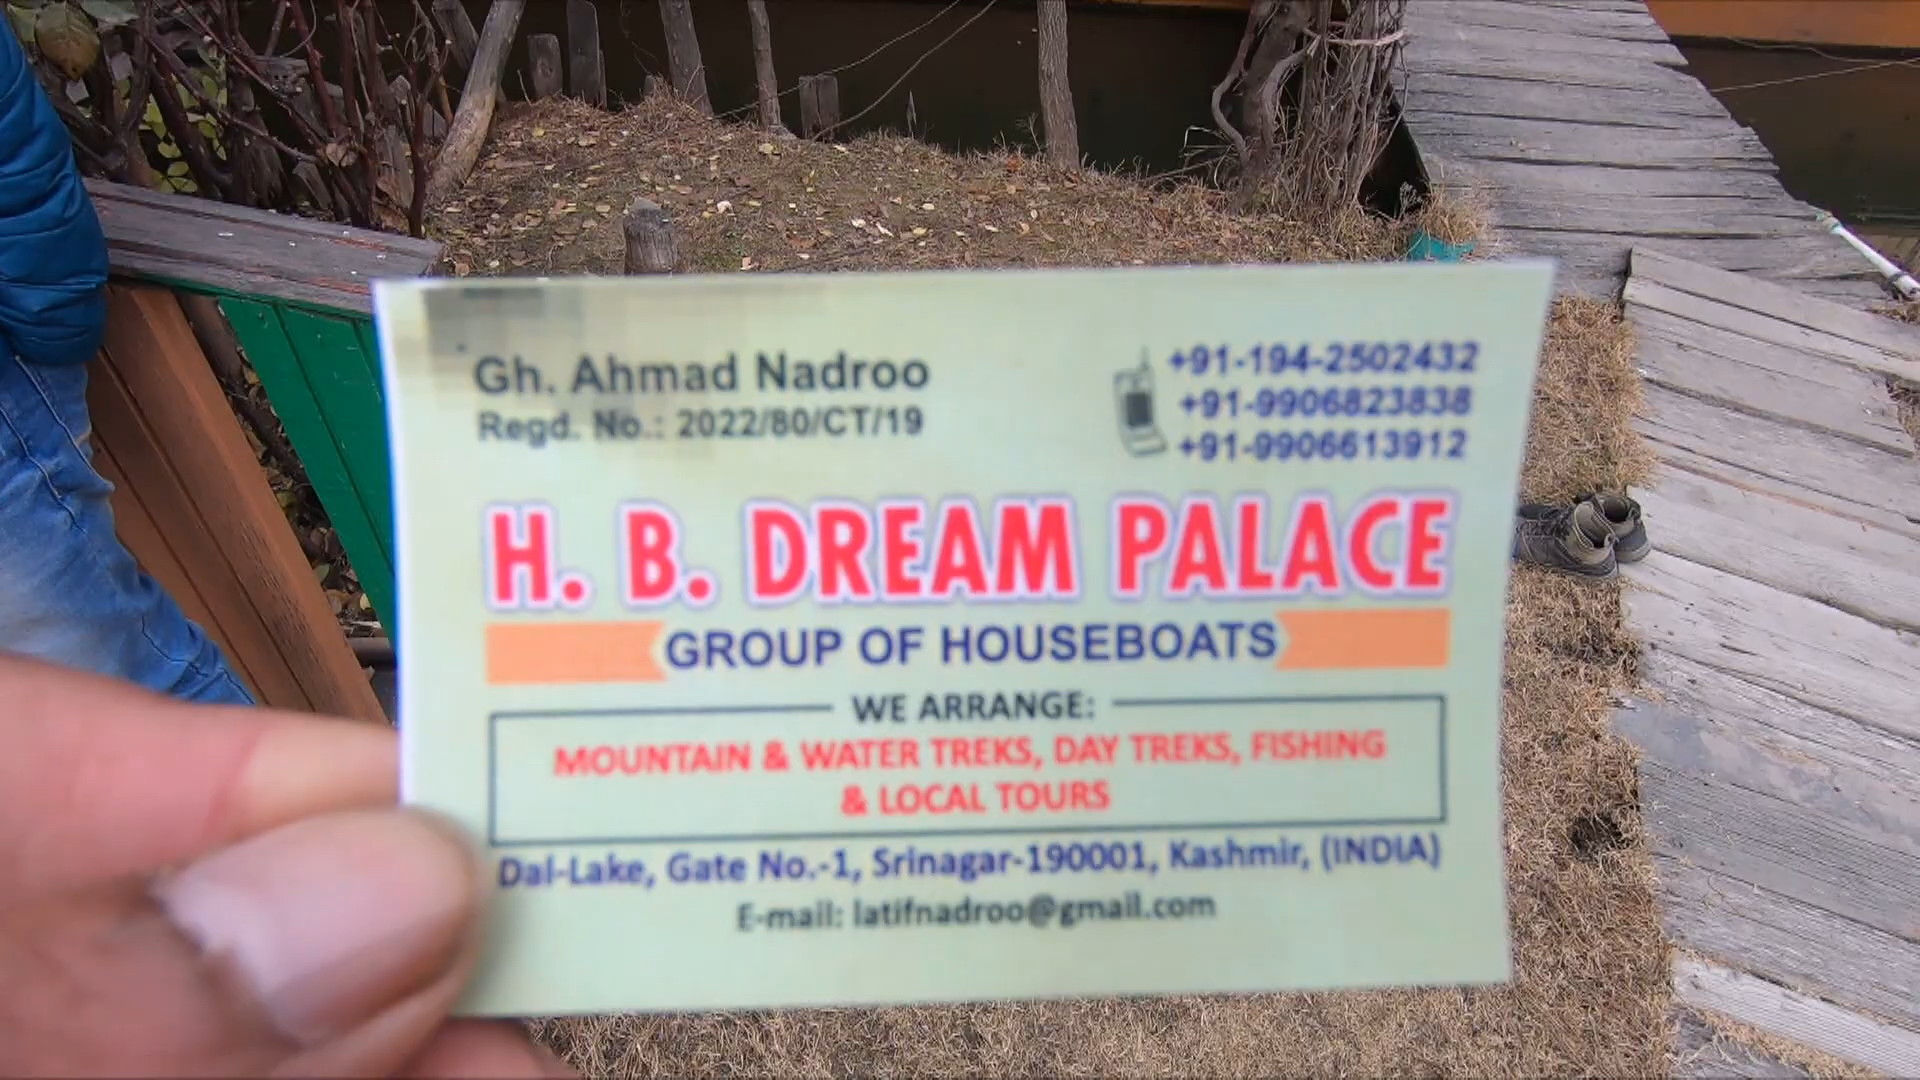 Gh. Ahmad Nadroo
Regd. No.: 2022/80/CT/19
+91-194-2502432
+91-9906823838
+91-9906613912
H. B. DREAM PALACE
GROUP OF HOUSEBOATS
WE ARRANGE:
MOUNTAIN & WATER TREKS, DAY TREKS, FISHING
& LOCAL TOURS
Dal-Lake, Gate No.-1, Srinagar-190001, Kashmir, (INDIA)
E-mail: latifnadroo@gmail.com